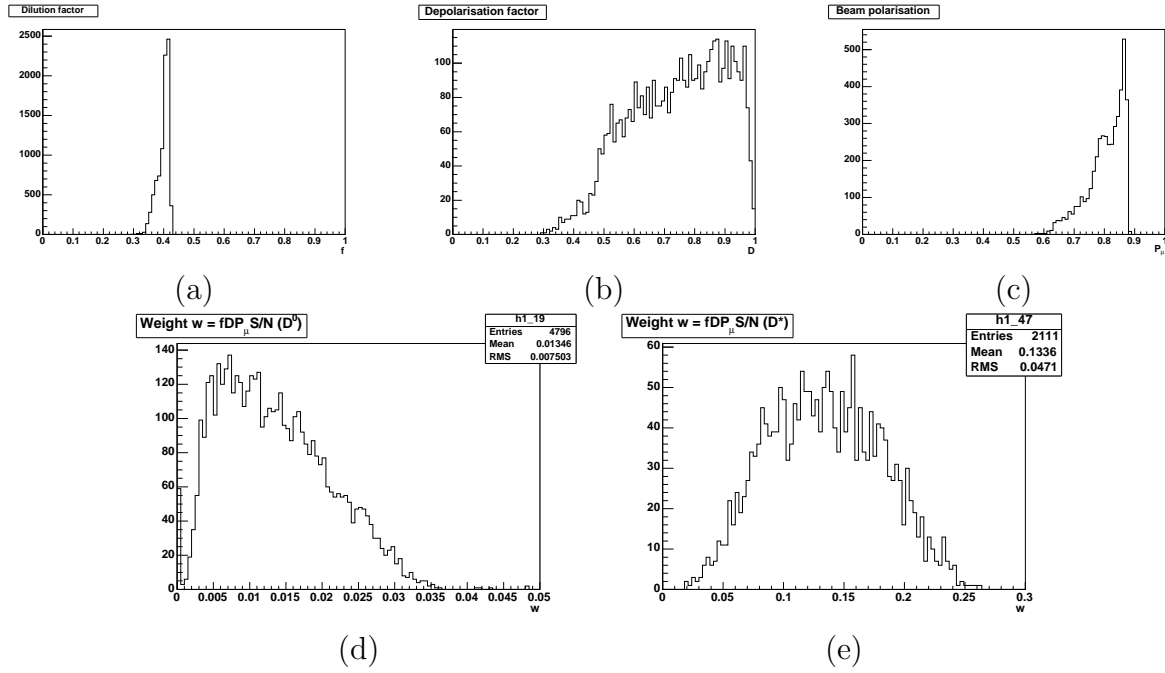 Dilution factor
2500
2000
1500
1000
500
0
0 0.1 0.2 0.3 0.4 0.5 0.6 0.7 0.8 0.9 1
f
(a)
Depolarisation factor
100
80
60
40
20
0
0 0.1 0.2 0.3 0.4 0.5 0.6 0.7 0.8 0.9 1
D
(b)
Beam polarisation
500
400
300
200
100
0
0 0.1 0.2 0.3 0.4 0.5 0.6 0.7 0.8 0.9 1
Pμ
(c)
Weight w = fDPμS/N (D⁰)
h1_19
Entries 4796
Mean 0.01346
RMS 0.007503
140
120
100
80
60
40
20
0
0 0.005 0.01 0.015 0.02 0.025 0.03 0.035 0.04 0.045 0.05
w
(d)
Weight w = fDPμS/N (D*)
h1_47
Entries 2111
Mean 0.1336
RMS 0.0471
60
50
40
30
20
10
0
0 0.05 0.1 0.15 0.2 0.25 0.3
w
(e)